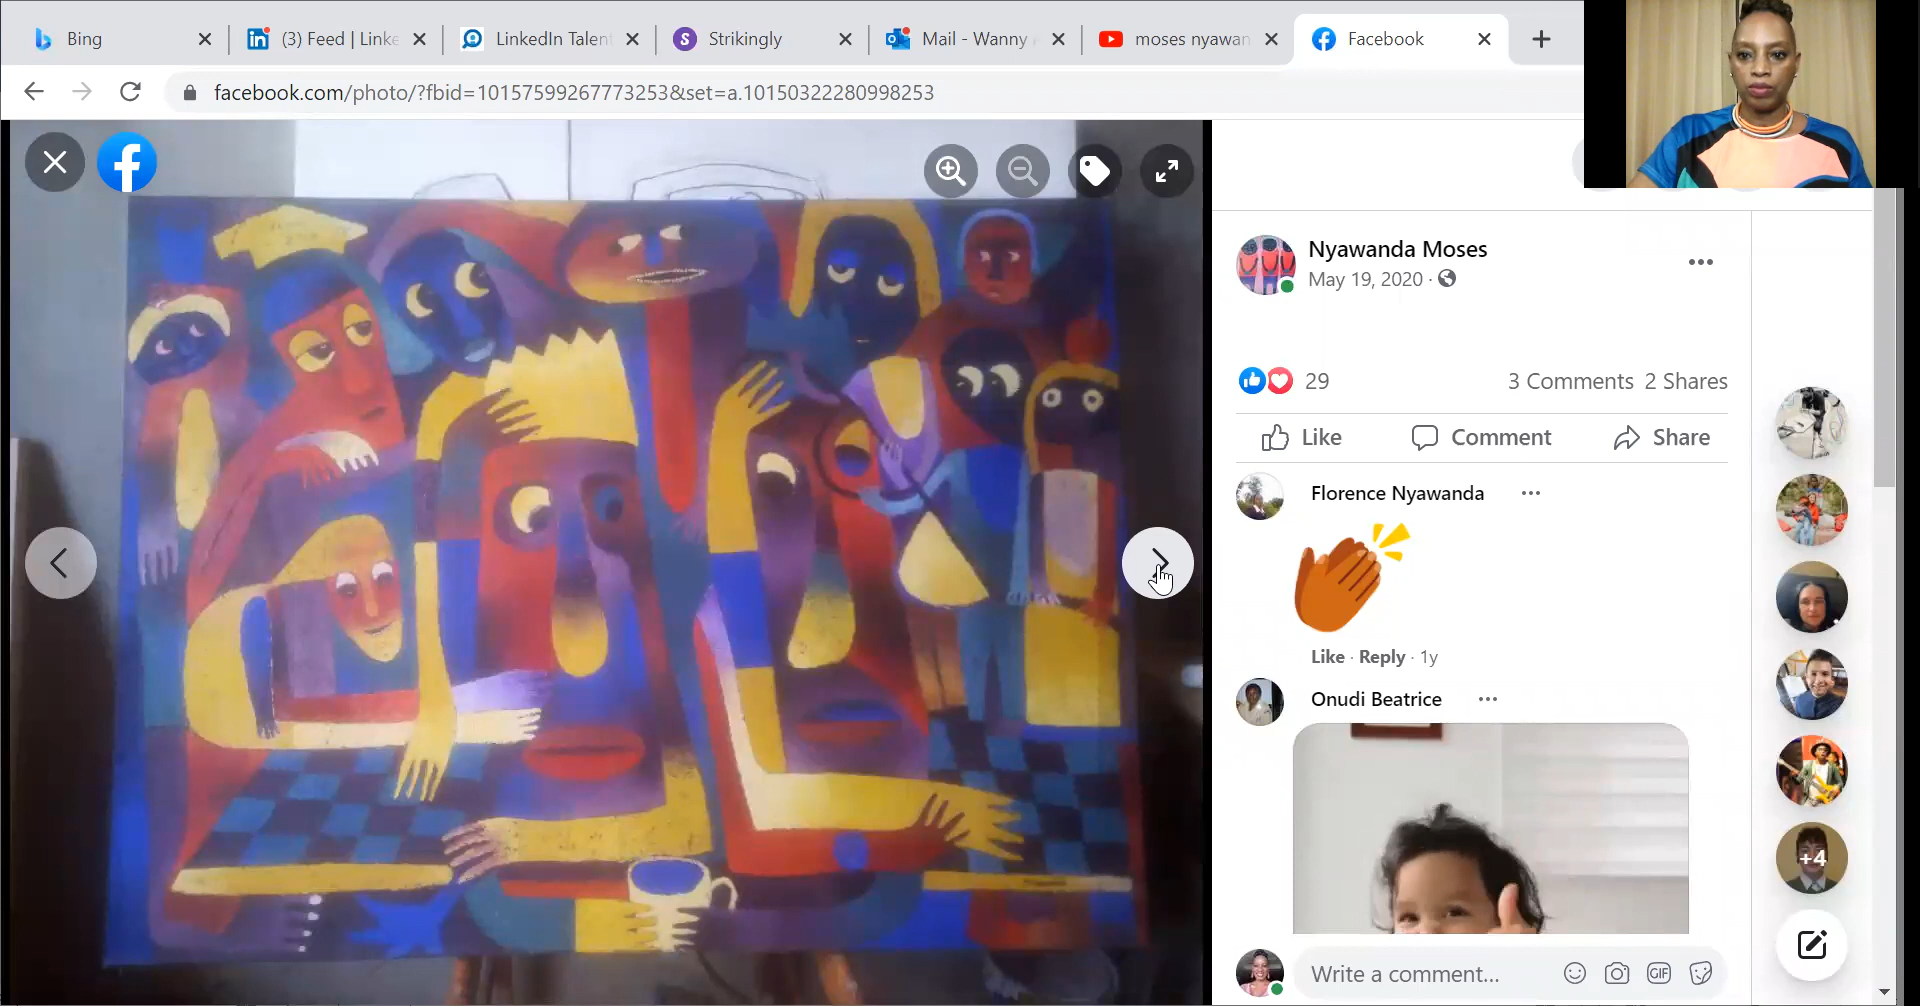 Bing
(3) Feed | Linke
LinkedIn Talent
Strikingly
Mail - Wanny
moses nyawan
Facebook
facebook.com/photo/?fbid=10157599267773253&set=a.10150322280998253
Nyawanda Moses
May 19, 2020 ·
29
3 Comments 2 Shares
Like
Comment
Share
Florence Nyawanda
Like · Reply · 1y
Onudi Beatrice
+4
Write a comment...
GIF